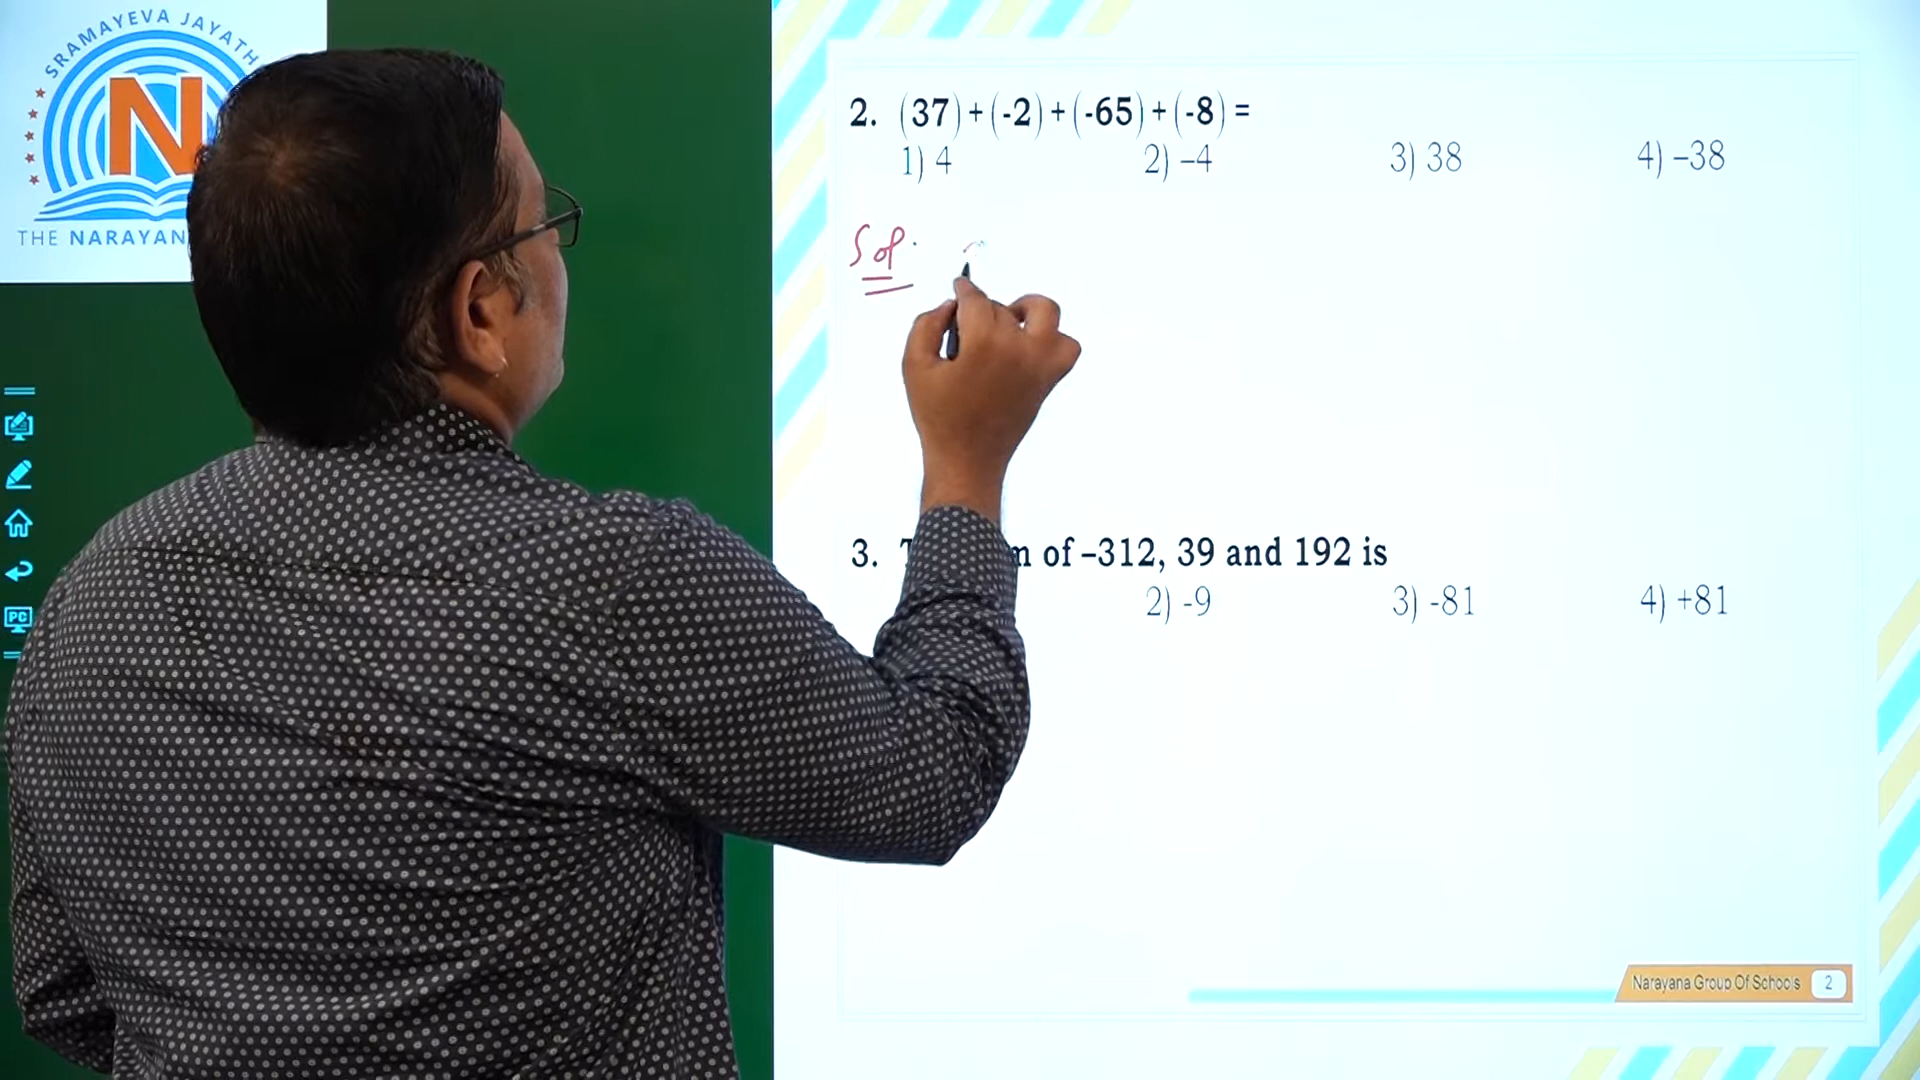 SRAMAYEVA JAYATH
N
THE NARAYAN
2. (37)+(-2)+(-65)+(-8)=
1) 4 2) –4 3) 38 4) –38
Sol.
3. of –312, 39 and 192 is
2) -9 3) -81 4) +81
PC
Narayana Group Of Schools 2